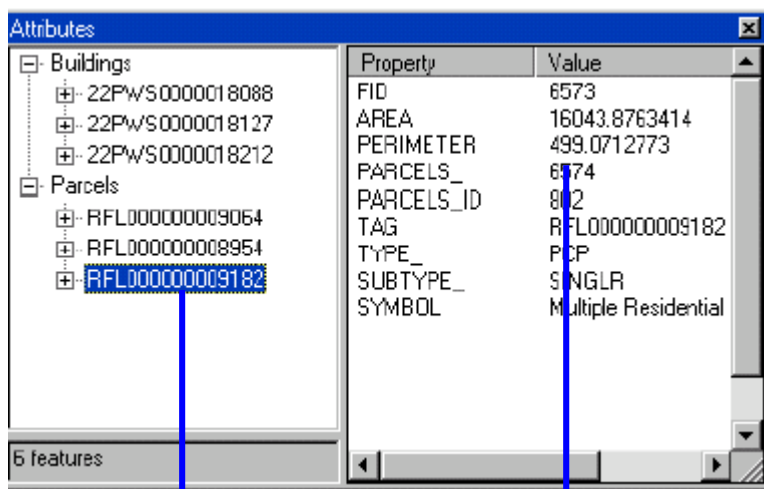 Attributes
Buildings
22PWS0000018088
22PWS0000018127
22PWS0000018212
Parcels
RFL000000009064
RFL000000008954
RFL000000009182
6 features
Property Value
FID 6573
AREA 16043.8763414
PERIMETER 499.0712773
PARCELS_ 6574
PARCELS_ID 802
TAG RFL000000009182
TYPE_ PCP
SUBTYPE_ SINGLR
SYMBOL Multiple Residential